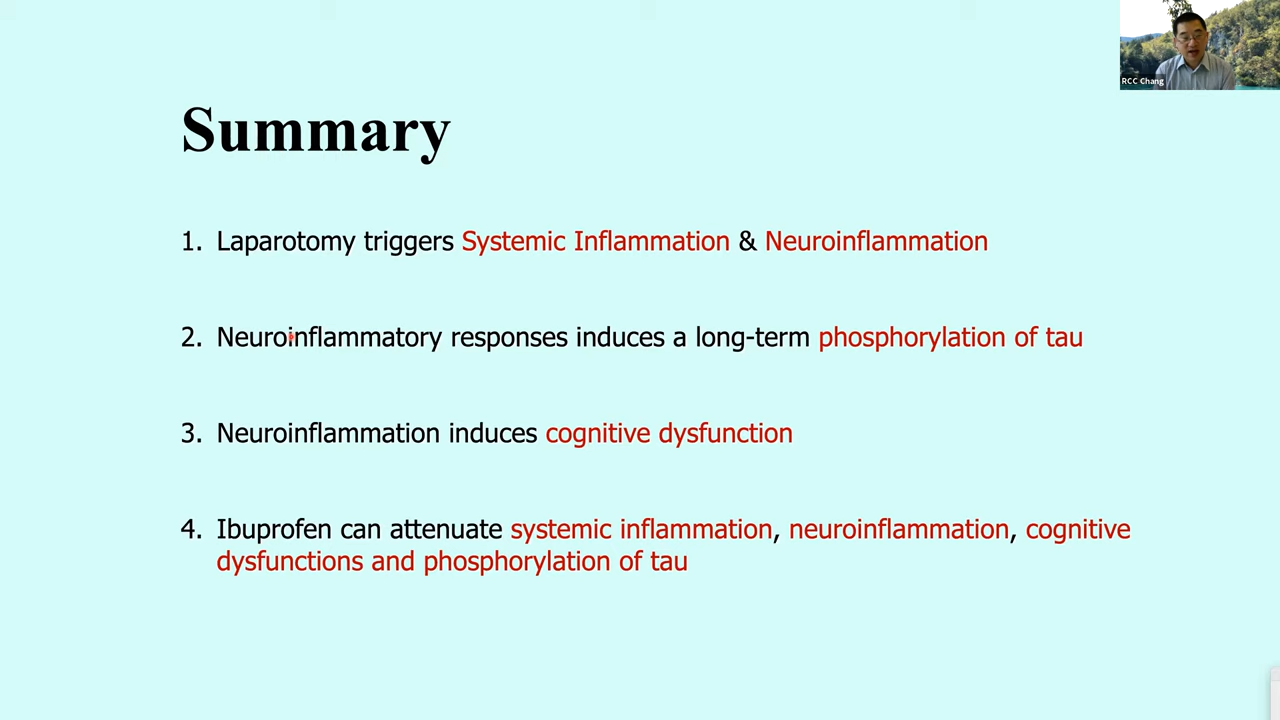 RCC Chang
Summary
1. Laparotomy triggers Systemic Inflammation & Neuroinflammation
2. Neuroinflammatory responses induces a long-term phosphorylation of tau
3. Neuroinflammation induces cognitive dysfunction
4. Ibuprofen can attenuate systemic inflammation, neuroinflammation, cognitive
dysfunctions and phosphorylation of tau